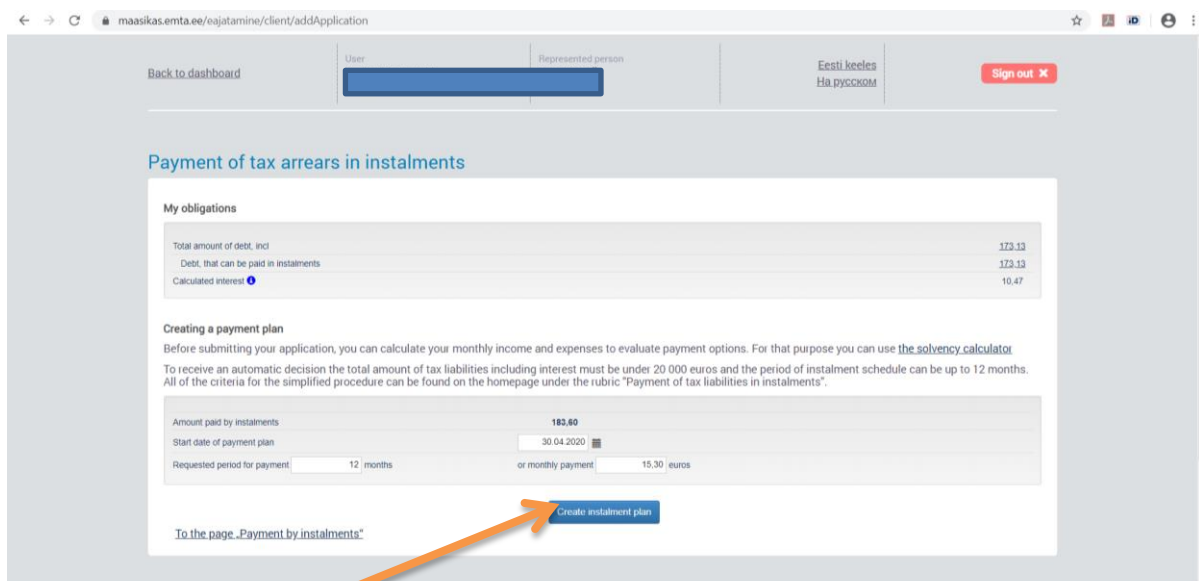 maasikas.emta.ee/eajatamine/client/addApplication
iD
Back to dashboard
User
Represented person
Eesti keeles
На русском
Sign out ✖
Payment of tax arrears in instalments
My obligations
Total amount of debt, incl 173,13
Debt, that can be paid in instalments 173,13
Calculated interest 10,47
Creating a payment plan
Before submitting your application, you can calculate your monthly income and expenses to evaluate payment options. For that purpose you can use the solvency calculator
To receive an automatic decision the total amount of tax liabilities including interest must be under 20 000 euros and the period of instalment schedule can be up to 12 months.
All of the criteria for the simplified procedure can be found on the homepage under the rubric "Payment of tax liabilities in instalments".
Amount paid by instalments 183,60
Start date of payment plan 30.04.2020
Requested period for payment 12 months or monthly payment 15,30 euros
Create instalment plan
To the page „Payment by instalments"